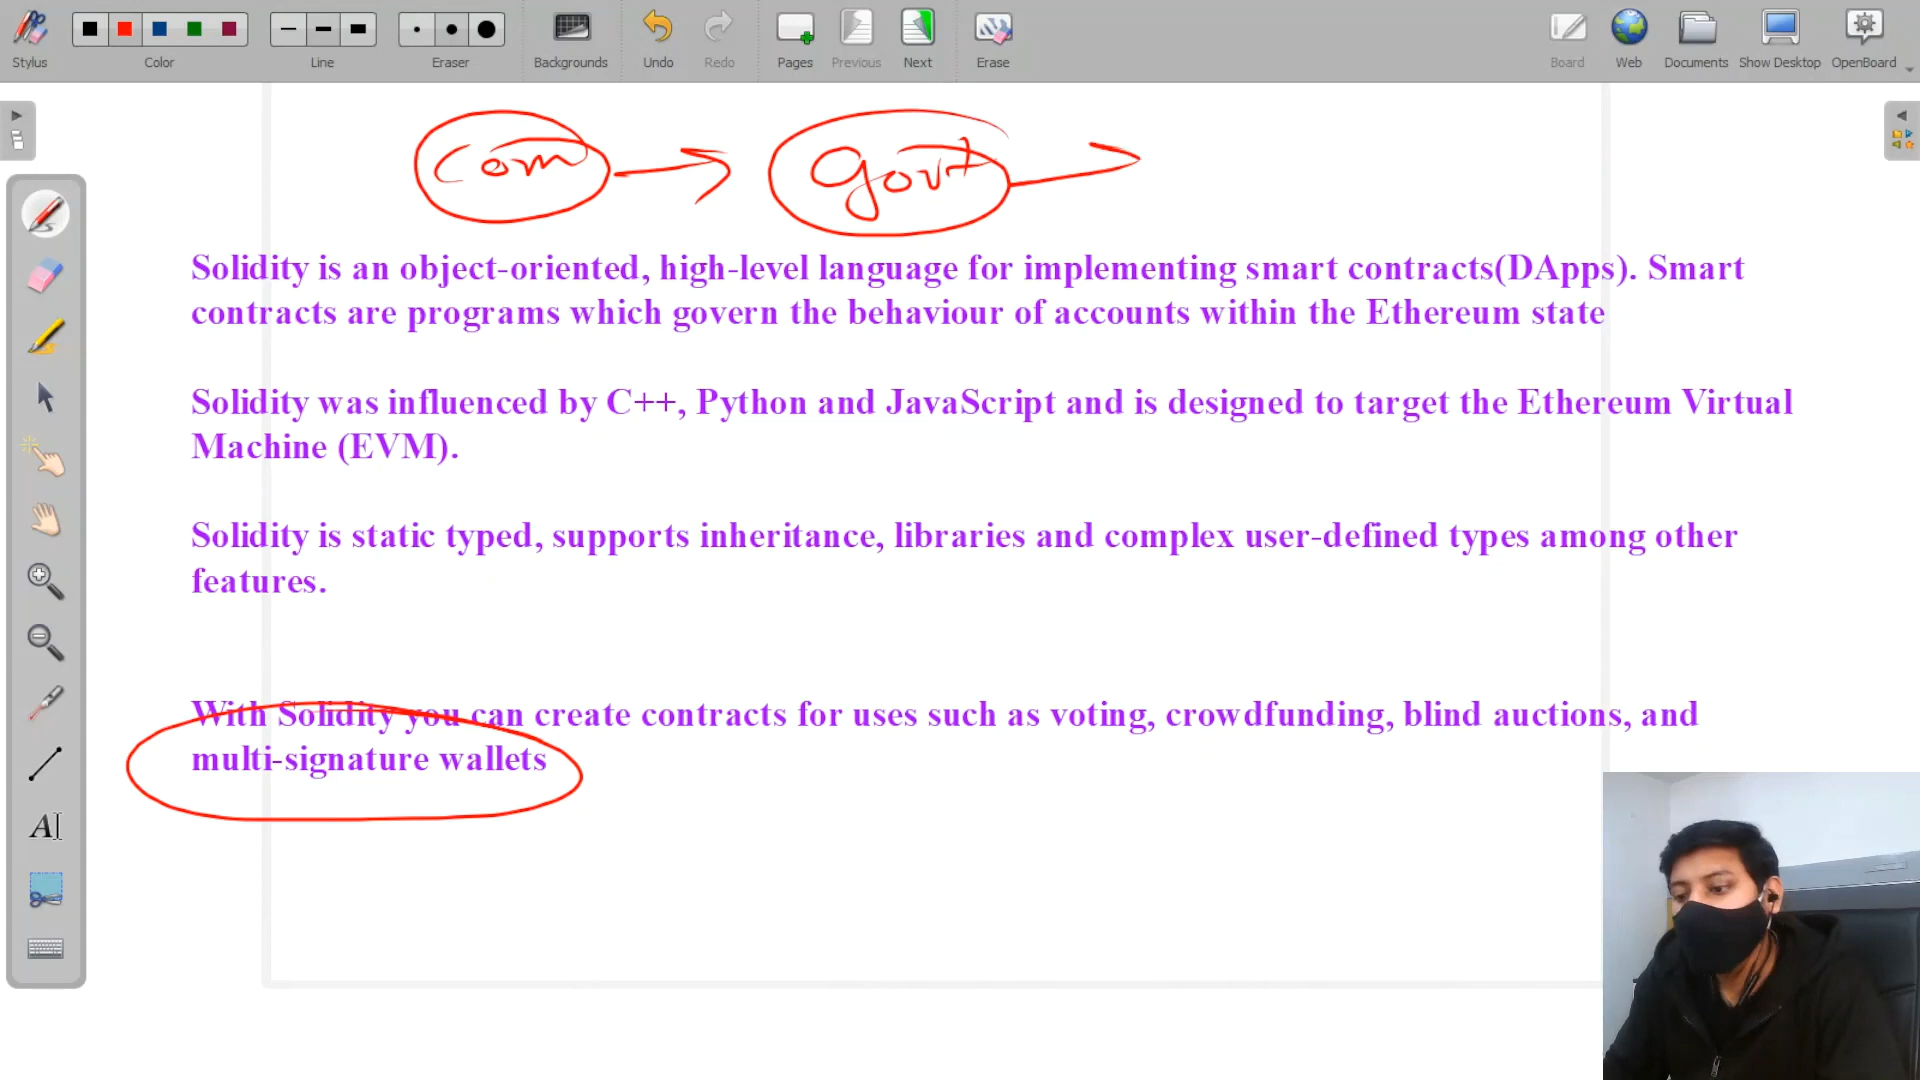 Stylus
Color
Line
Eraser
Backgrounds
Undo
Redo
Pages
Previous
Next
Erase
Board
Web
Documents
Show Desktop
OpenBoard
com
Govt
Solidity is an object-oriented, high-level language for implementing smart contracts(DApps). Smart
contracts are programs which govern the behaviour of accounts within the Ethereum state
Solidity was influenced by C++, Python and JavaScript and is designed to target the Ethereum Virtual
Machine (EVM).
Solidity is static typed, supports inheritance, libraries and complex user-defined types among other
features.
With Solidity you can create contracts for uses such as voting, crowdfunding, blind auctions, and
multi-signature wallets
A